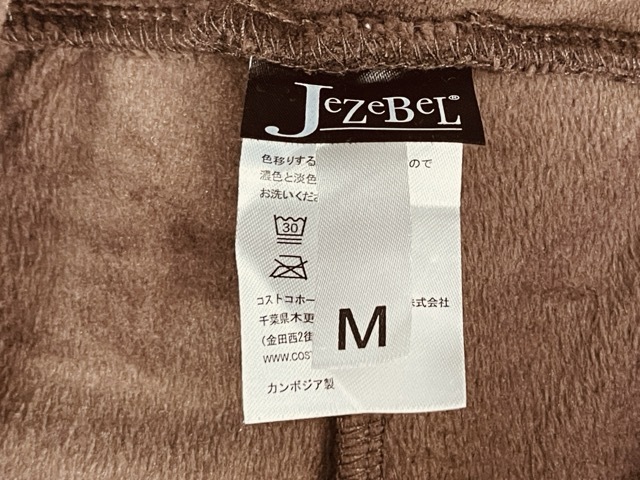 JEZEBEL®
色移りする ので
濃色と淡色
お洗いくだ
30
コストコホー 株式会社
千葉県木更
(金田西2街
www.cos
M
カンボジア製